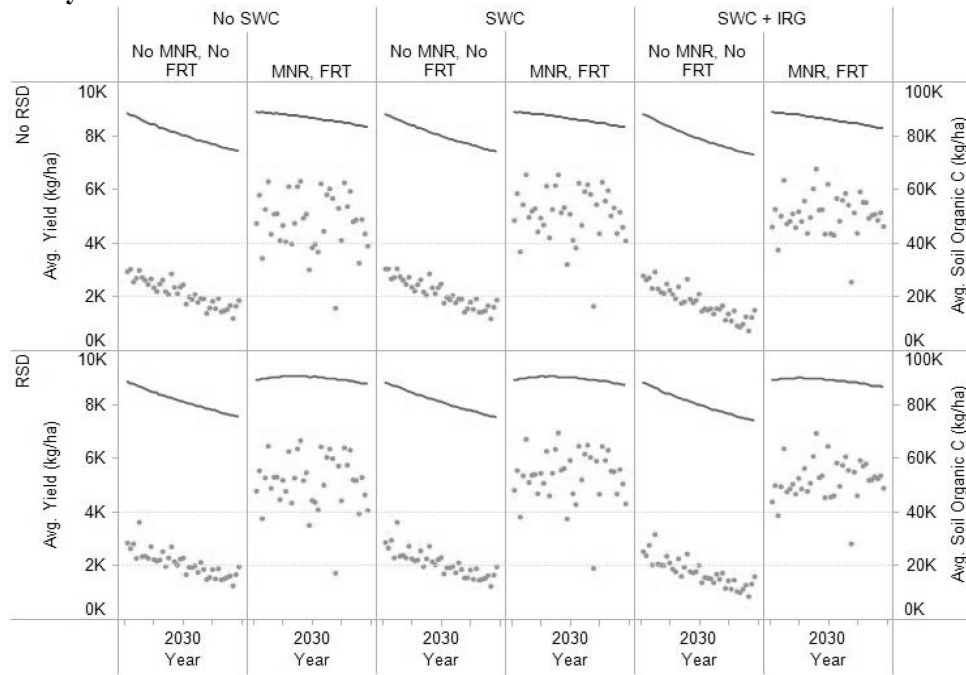 No SWC SWC SWC + IRG
No MNR, No FRT MNR, FRT No MNR, No FRT MNR, FRT No MNR, No FRT MNR, FRT
No RSD
Avg. Yield (kg/ha)
10K
8K
6K
4K
2K
0K
100K
80K
60K
40K
20K
0K
Avg. Soil Organic C (kg/ha)
RSD
Avg. Yield (kg/ha)
10K
8K
6K
4K
2K
0K
100K
80K
60K
40K
20K
0K
Avg. Soil Organic C (kg/ha)
2030 2030 2030 2030 2030 2030
Year Year Year Year Year Year